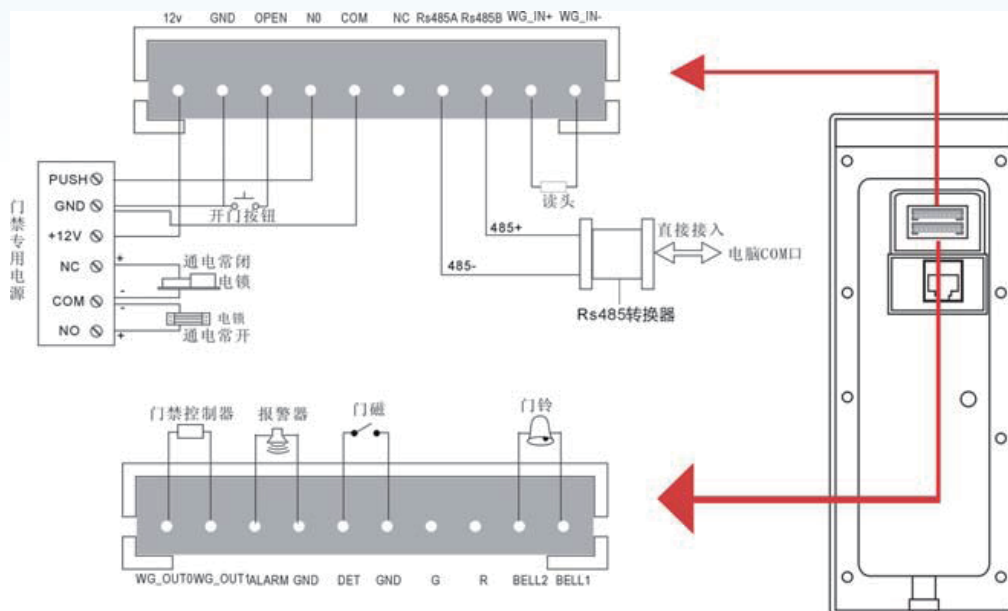 12v GND OPEN N0 COM NC Rs485A Rs485B WG_IN+ WG_IN-
门禁专用电源
PUSH
GND
+12V
NC
COM
NO
开门按钮
+
通电常闭
电锁
-
-
电锁
+
通电常开
读头
485+
485-
直接接入
电脑COM口
Rs485转换器
门禁控制器 报警器 门磁 门铃
WG_OUT0 WG_OUT1 ALARM GND DET GND G R BELL2 BELL1